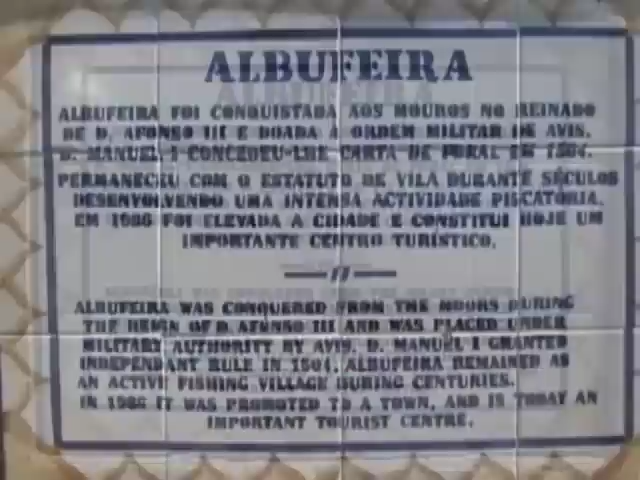 ALBUFEIRA
ALBUFEIRA FOI CONQUISTADA AOS MOUROS NO REINADO
DE D. AFONSO III E DOADA À ORDEM MILITAR DE AVIS.
D. MANUEL I CONCEDEU-LHE CARTA DE FORAL EM 1504.
PERMANECEU COM O ESTATUTO DE VILA DURANTE SÉCULOS
DESENVOLVENDO UMA INTENSA ACTIVIDADE PISCATÓRIA.
EM 1986 FOI ELEVADA A CIDADE E CONSTITUI HOJE UM
IMPORTANTE CENTRO TURÍSTICO.
ALBUFEIRA WAS CONQUERED FROM THE MOORS DURING
THE REIGN OF D. AFONSO III AND WAS PLACED UNDER
MILITARY AUTHORITY BY AVIS. D. MANUEL I GRANTED
INDEPENDANT RULE IN 1504. ALBUFEIRA REMAINED AS
AN ACTIVE FISHING VILLAGE DURING CENTURIES.
IN 1986 IT WAS PROMOTED TO A TOWN, AND IS TODAY AN
IMPORTANT TOURIST CENTRE.